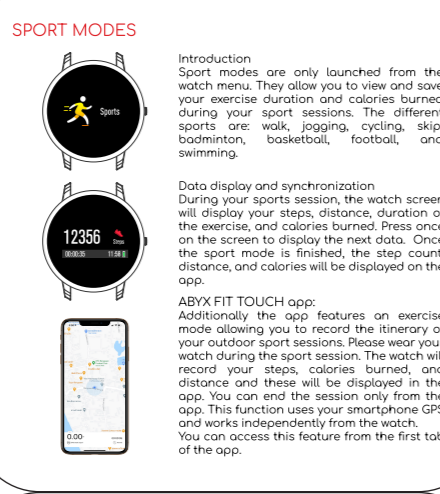 SPORT MODES
Introduction
Sport modes are only launched from the
watch menu. They allow you to view and save
your exercise duration and calories burned
during your sport sessions. The different
sports are: walk, jogging, cycling, skip,
badminton, basketball, football, and
swimming.
Sports
Data display and synchronization
During your sports session, the watch screen
will display your steps, distance, duration of
the exercise, and calories burned. Press once
on the screen to display the next data. Once
the sport mode is finished, the step count,
distance, and calories will be displayed on the
app.
12356 Steps
00:00:35 11:58
ABYX FIT TOUCH app:
Additionally the app features an exercise
mode allowing you to record the itinerary of
your outdoor sport sessions. Please wear your
watch during the sport session. The watch will
record your steps, calories burned, and
distance and these will be displayed in the
app. You can end the session only from the
app. This function uses your smartphone GPS
and works independently from the watch.
You can access this feature from the first tab
of the app.
0.00